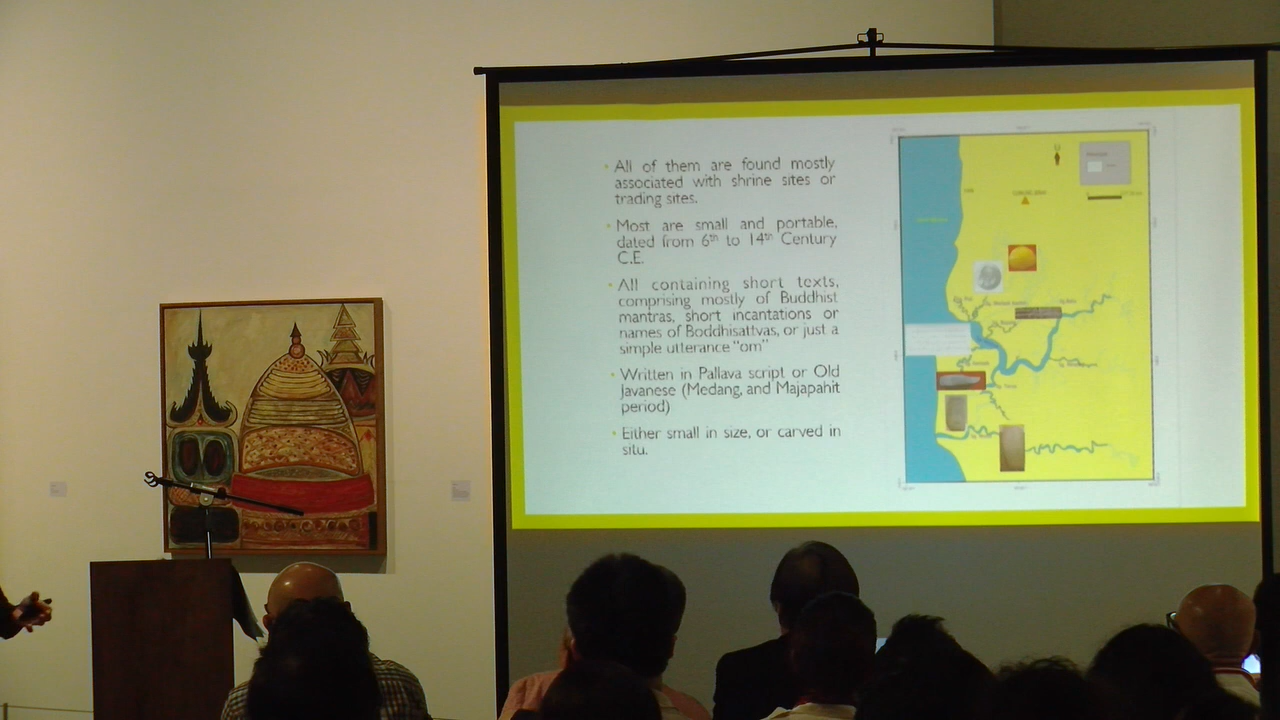 All of them are found mostly
associated with shrine sites or
trading sites.
Most are small and portable,
dated from 6th to 14th Century
C.E.
All containing short texts,
comprising mostly of Buddhist
mantras, short incantations or
names of Boddhisattvas, or just a
simple utterance "om"
Written in Pallava script or Old
Javanese (Medang, and Majapahit
period)
Either small in size, or carved in
situ.